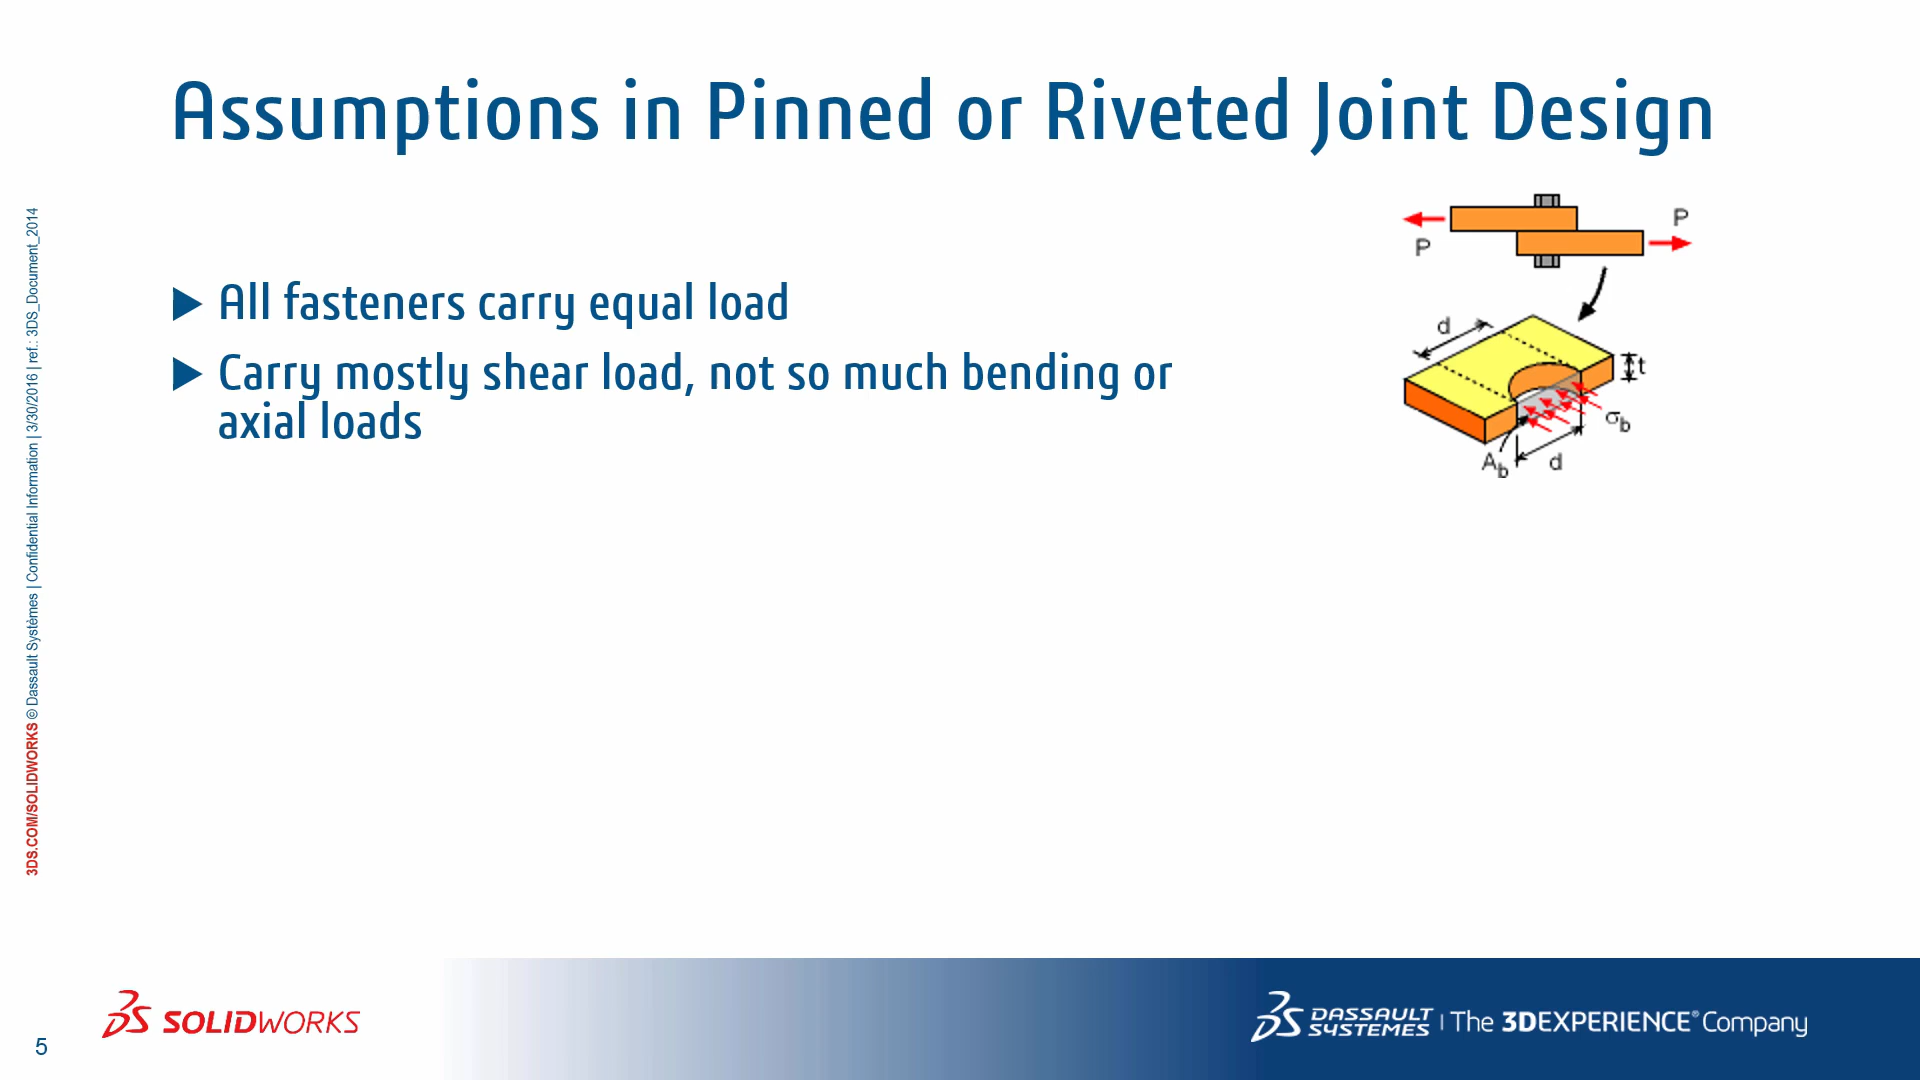 Assumptions in Pinned or Riveted Joint Design
▶ All fasteners carry equal load
▶ Carry mostly shear load, not so much bending or
axial loads
P
P
d
t
σb
Ab
d
3DS.COM/SOLIDWORKS © Dassault Systèmes | Confidential Information | 3/30/2016 | ref.: 3DS_Document_2014
5
SOLIDWORKS
DASSAULT
SYSTEMES
| The 3DEXPERIENCE® Company